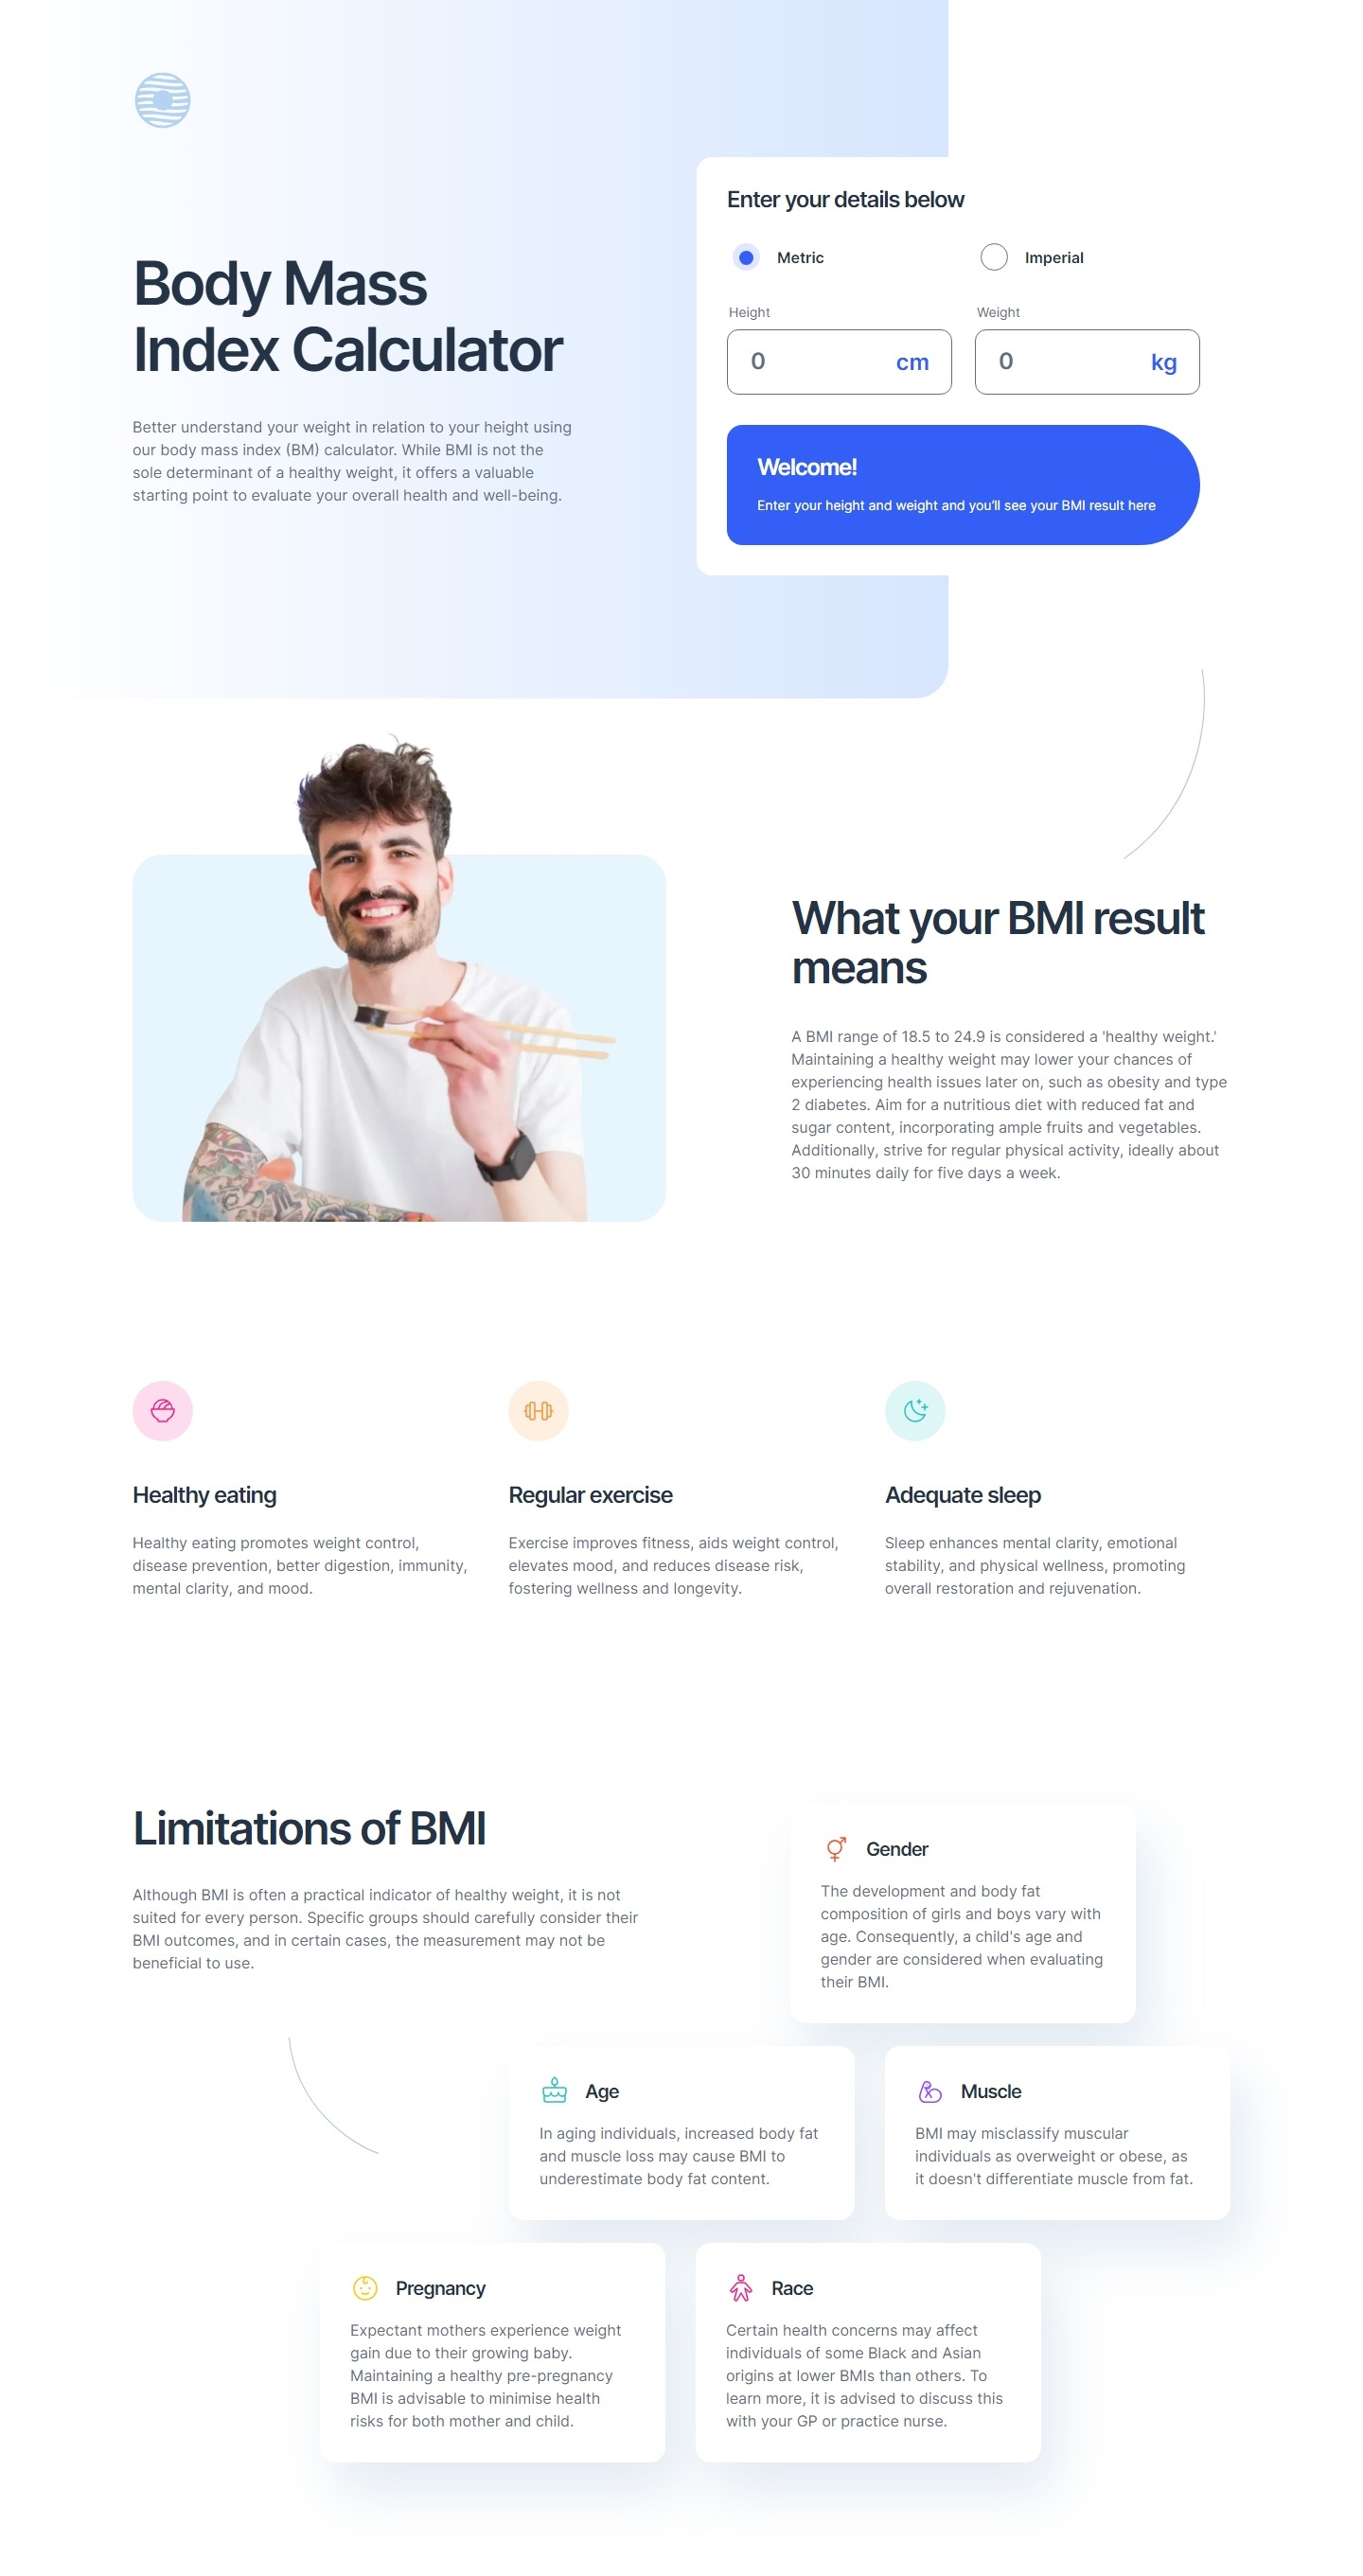 Body Mass
Index Calculator
Better understand your weight in relation to your height using
our body mass index (BM) calculator. While BMI is not the
sole determinant of a healthy weight, it offers a valuable
starting point to evaluate your overall health and well-being.
Enter your details below
Metric
Imperial
Height
Weight
0 cm
0 kg
Welcome!
Enter your height and weight and you'll see your BMI result here
What your BMI result
means
A BMI range of 18.5 to 24.9 is considered a 'healthy weight.'
Maintaining a healthy weight may lower your chances of
experiencing health issues later on, such as obesity and type
2 diabetes. Aim for a nutritious diet with reduced fat and
sugar content, incorporating ample fruits and vegetables.
Additionally, strive for regular physical activity, ideally about
30 minutes daily for five days a week.
Healthy eating
Healthy eating promotes weight control,
disease prevention, better digestion, immunity,
mental clarity, and mood.
Regular exercise
Exercise improves fitness, aids weight control,
elevates mood, and reduces disease risk,
fostering wellness and longevity.
Adequate sleep
Sleep enhances mental clarity, emotional
stability, and physical wellness, promoting
overall restoration and rejuvenation.
Limitations of BMI
Although BMI is often a practical indicator of healthy weight, it is not
suited for every person. Specific groups should carefully consider their
BMI outcomes, and in certain cases, the measurement may not be
beneficial to use.
Gender
The development and body fat
composition of girls and boys vary with
age. Consequently, a child's age and
gender are considered when evaluating
their BMI.
Age
In aging individuals, increased body fat
and muscle loss may cause BMI to
underestimate body fat content.
Muscle
BMI may misclassify muscular
individuals as overweight or obese, as
it doesn't differentiate muscle from fat.
Pregnancy
Expectant mothers experience weight
gain due to their growing baby.
Maintaining a healthy pre-pregnancy
BMI is advisable to minimise health
risks for both mother and child.
Race
Certain health concerns may affect
individuals of some Black and Asian
origins at lower BMIs than others. To
learn more, it is advised to discuss this
with your GP or practice nurse.